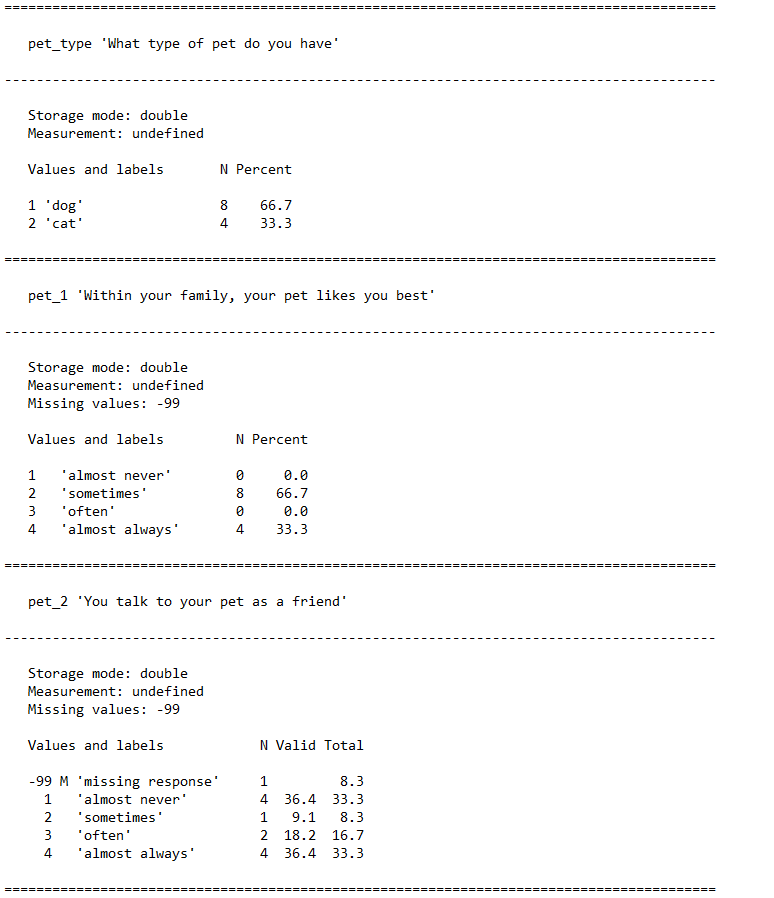 =========================================================================================
pet_type 'What type of pet do you have'
-----------------------------------------------------------------------------------------
Storage mode: double
Measurement: undefined
Values and labels       N Percent
1 'dog'                 8    66.7
2 'cat'                 4    33.3
=========================================================================================
pet_1 'Within your family, your pet likes you best'
-----------------------------------------------------------------------------------------
Storage mode: double
Measurement: undefined
Missing values: -99
Values and labels         N Percent
1   'almost never'        0     0.0
2   'sometimes'           8    66.7
3   'often'               0     0.0
4   'almost always'       4    33.3
=========================================================================================
pet_2 'You talk to your pet as a friend'
-----------------------------------------------------------------------------------------
Storage mode: double
Measurement: undefined
Missing values: -99
Values and labels            N Valid Total
-99 M 'missing response'     1         8.3
  1   'almost never'         4  36.4  33.3
  2   'sometimes'            1   9.1   8.3
  3   'often'                2  18.2  16.7
  4   'almost always'        4  36.4  33.3
=========================================================================================